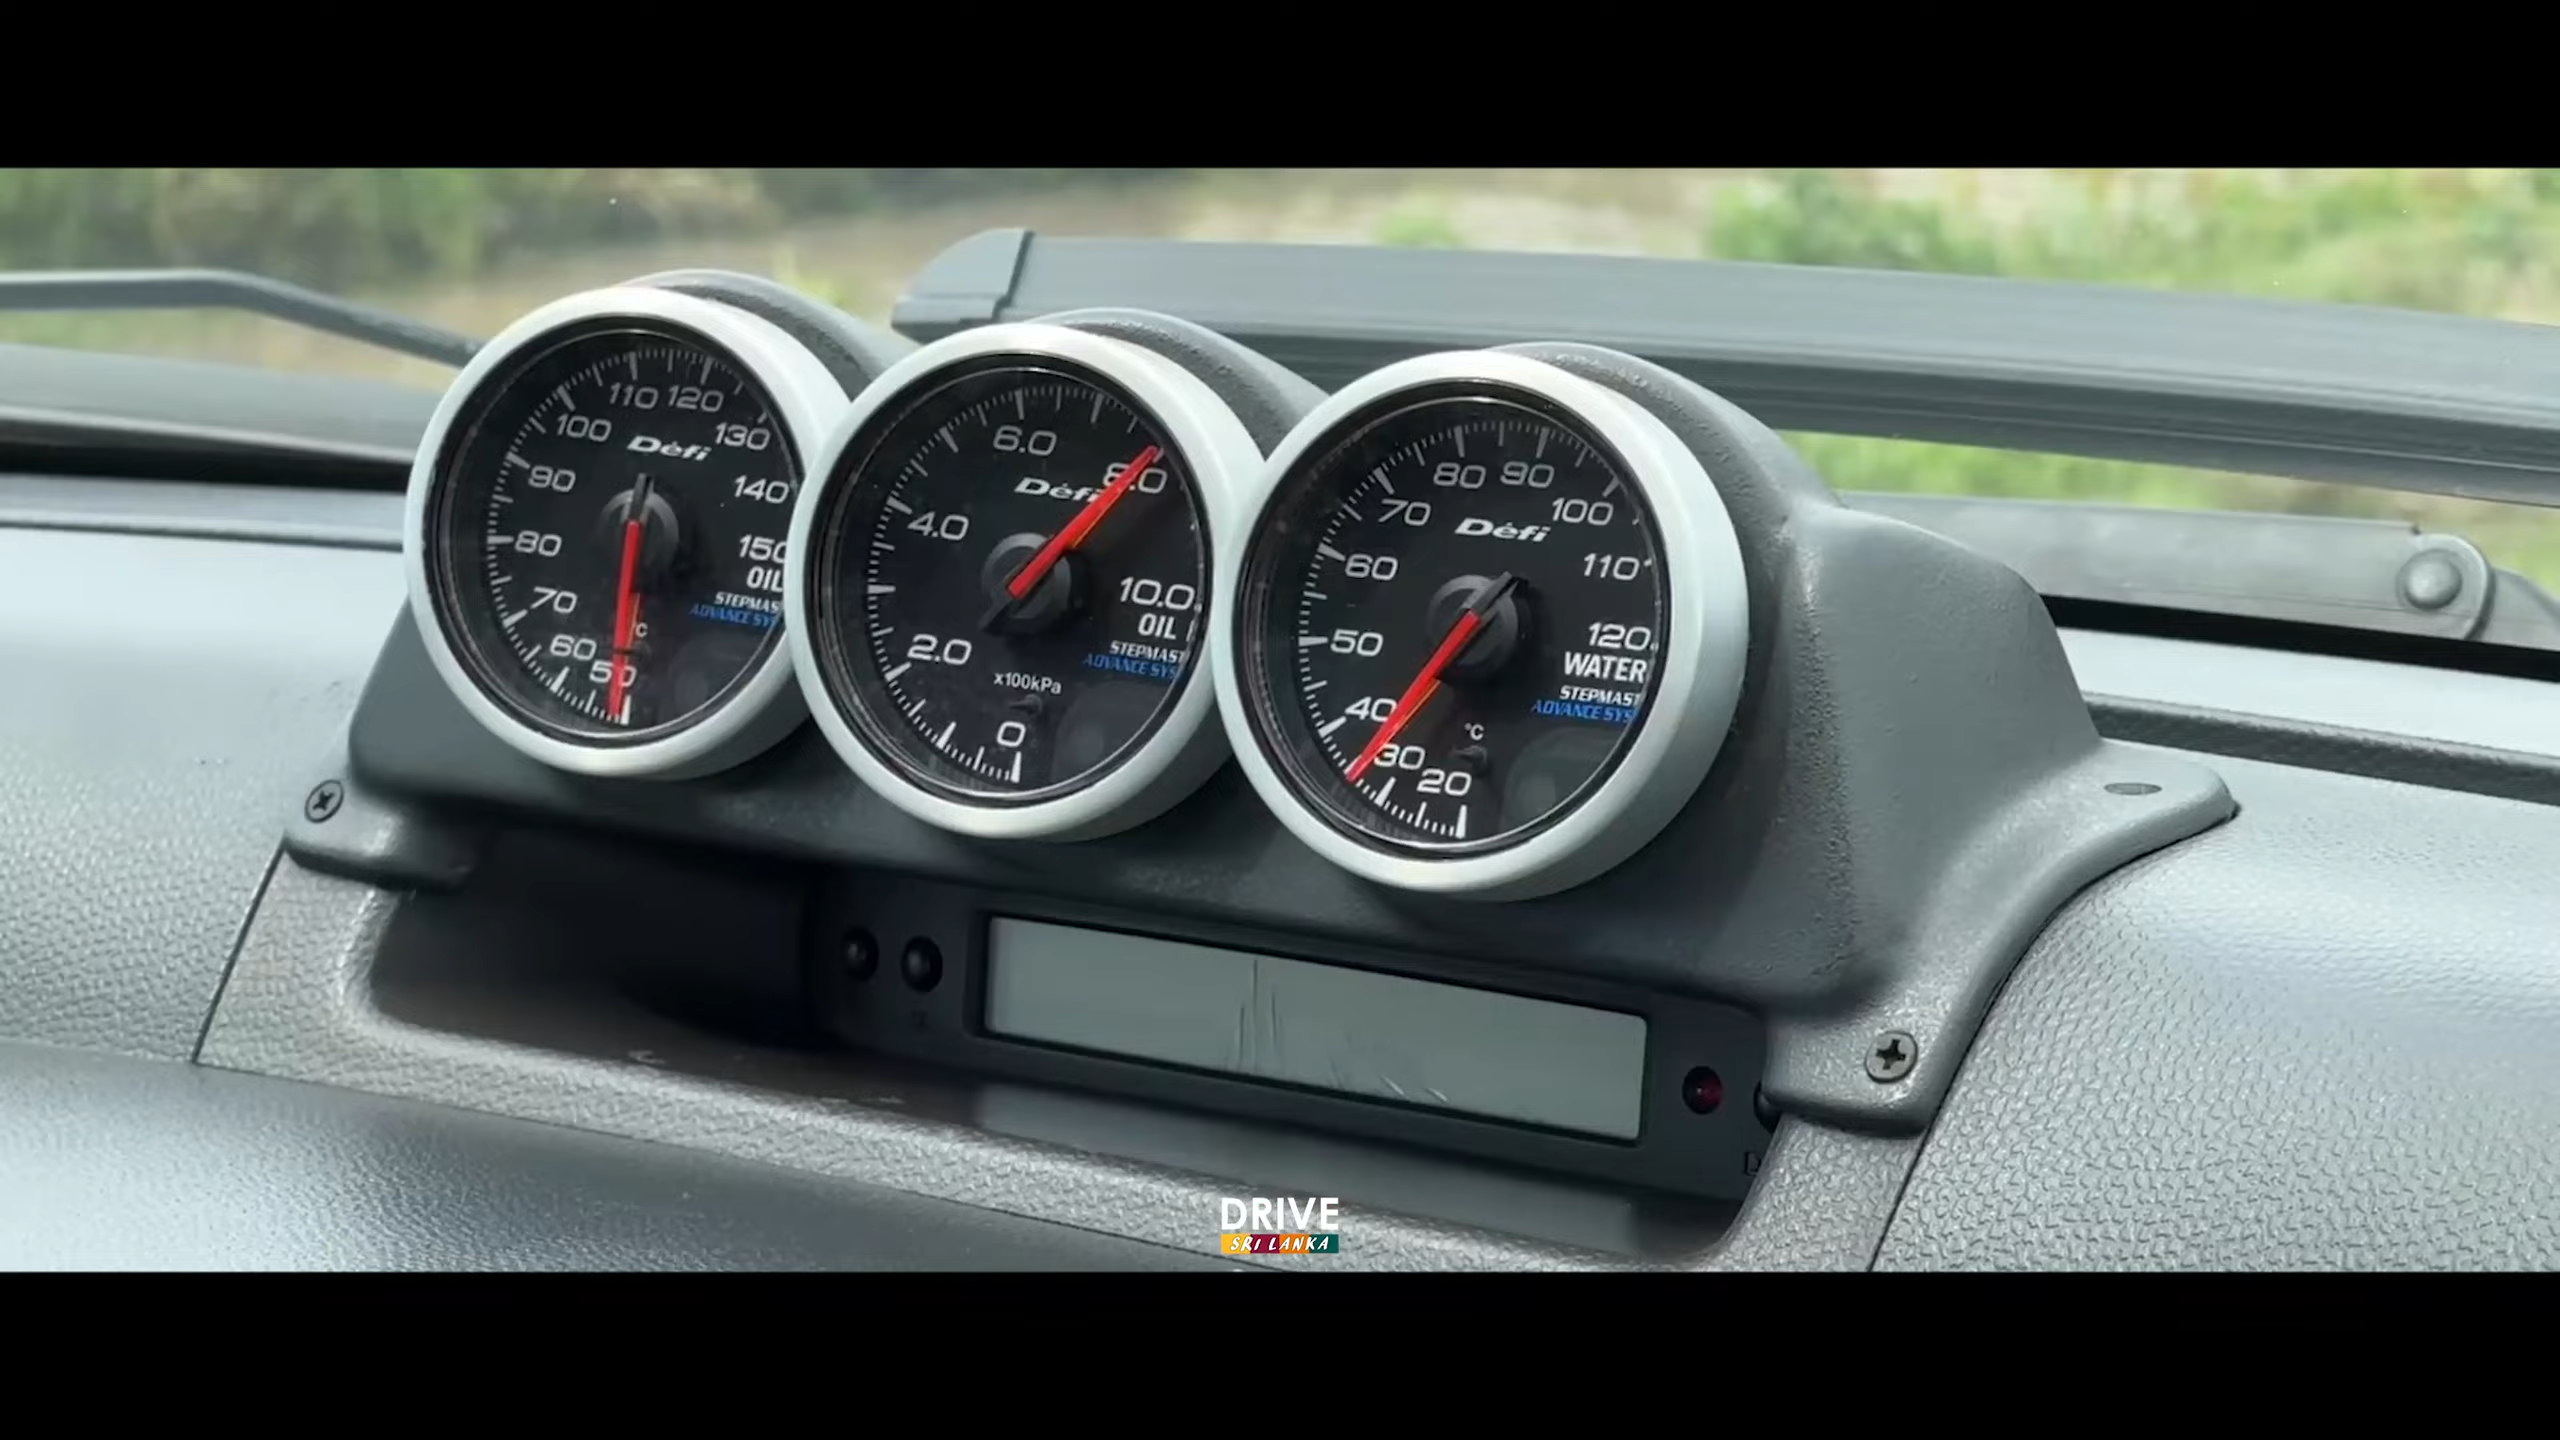 110 120
100
130
Défi
90
140
80
150
OIL
STEPMAS
ADVANCE SY
70
°C
60
50
6.0
8.0
Défi
4.0
10.0
OIL
STEPMAST
ADVANCE SYS
2.0
x100kPa
0
80 90
70
100
Défi
60
110
50
120
WATER
STEPMAST
ADVANCE SYS
40
°C
30
20
DRIVE
SRI LANKA